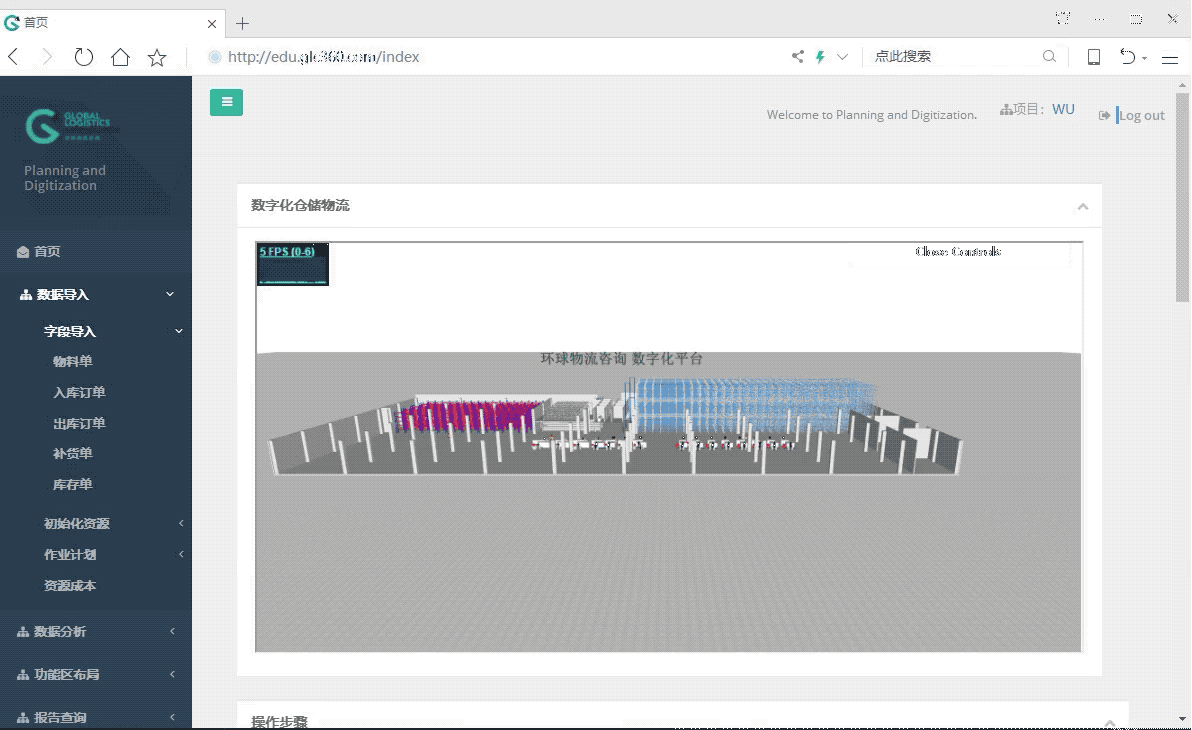 首页
http://edu.glc360.com/index
点此搜索
GLOBAL
LOGISTICS
Planning and
Digitization
Welcome to Planning and Digitization.
项目: WU
Log out
首页
数据导入
字段导入
物料单
入库订单
出库订单
补货单
库存单
初始化资源
作业计划
资源成本
数据分析
功能区布局
报告查询
数字化仓储物流
5 FPS (0-6)
Close Controls
环球物流咨询 数字化平台
操作步骤